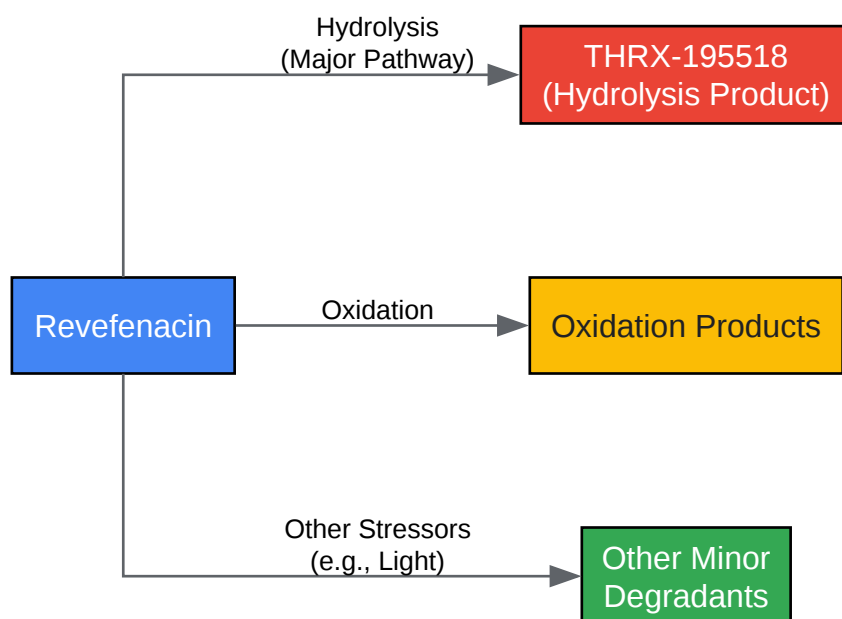 Hydrolysis
(Major Pathway)
THRX-195518
(Hydrolysis Product)
Revefenacin
Oxidation
Oxidation Products
Other Stressors
(e.g., Light)
Other Minor
Degradants